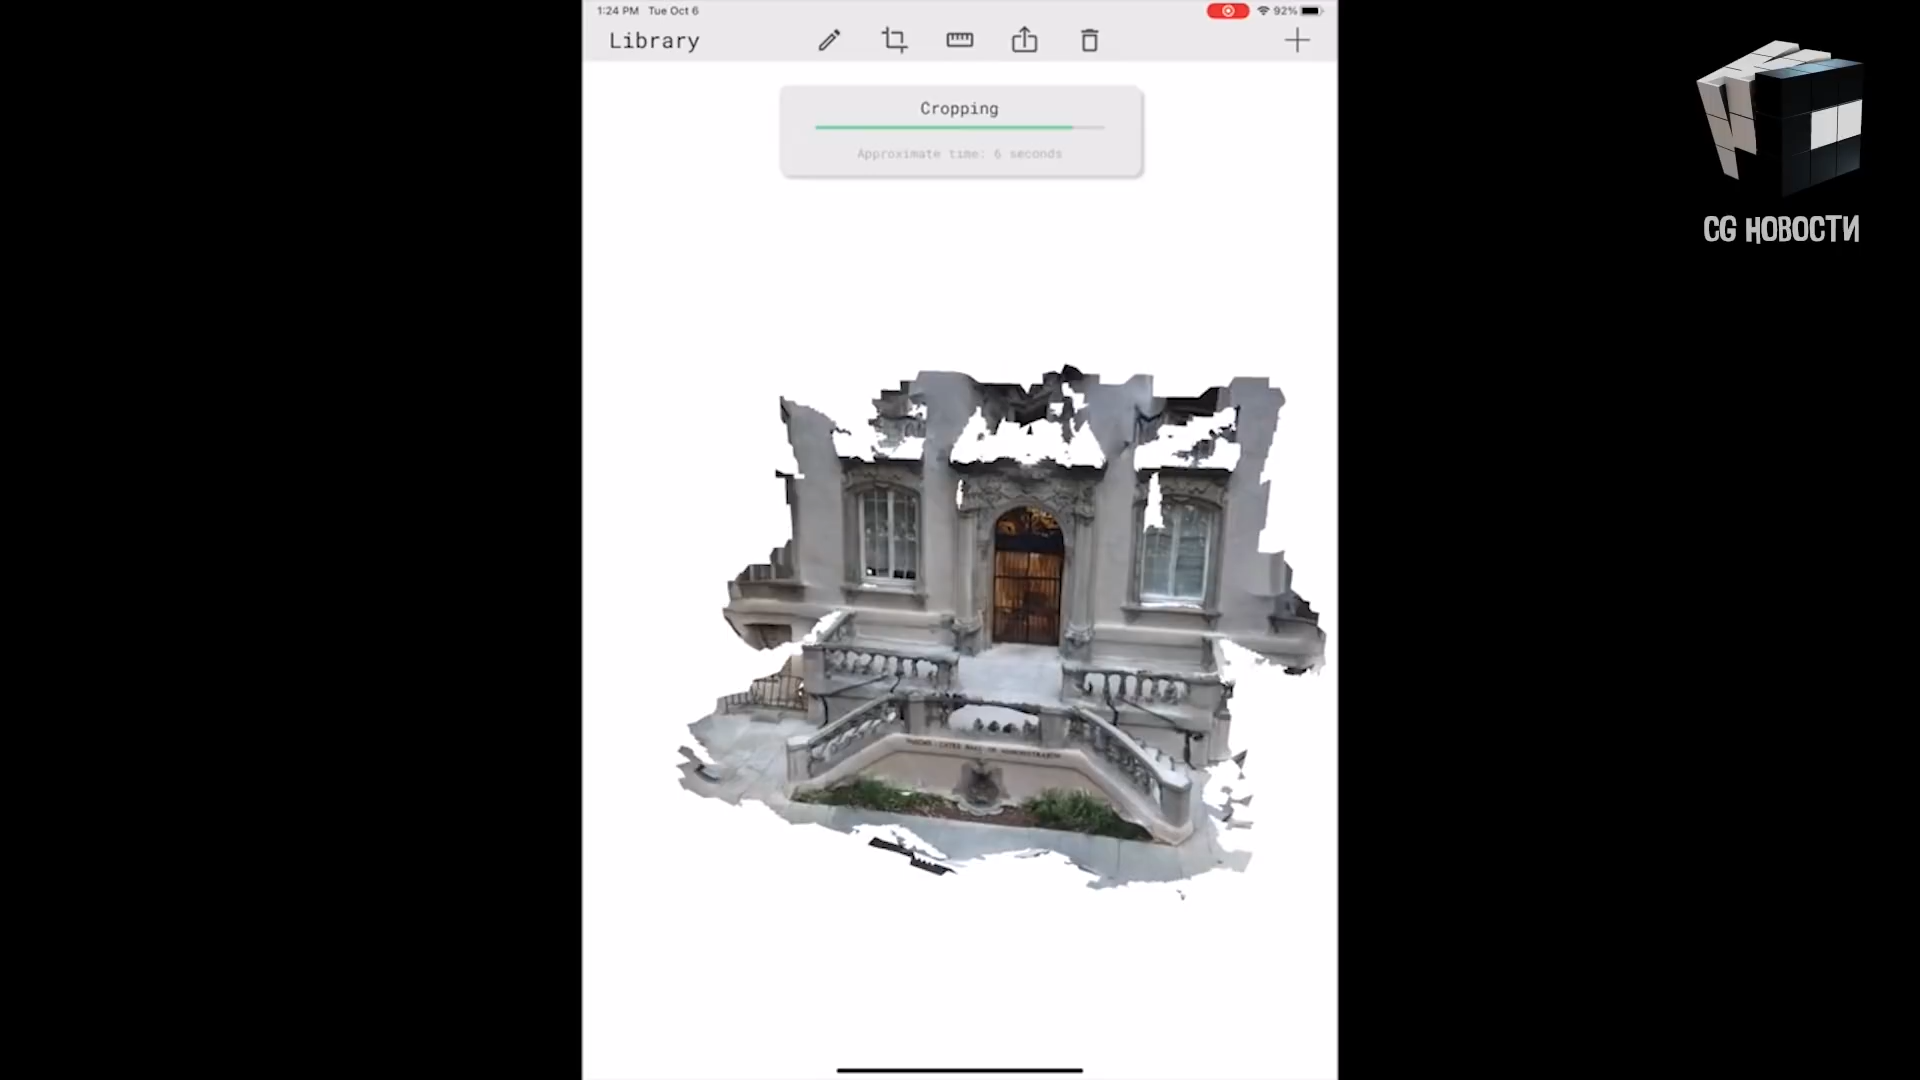 1:24 PM Tue Oct 6
92%
Library
Cropping
Approximate time: 6 seconds
CG НОВОСТИ